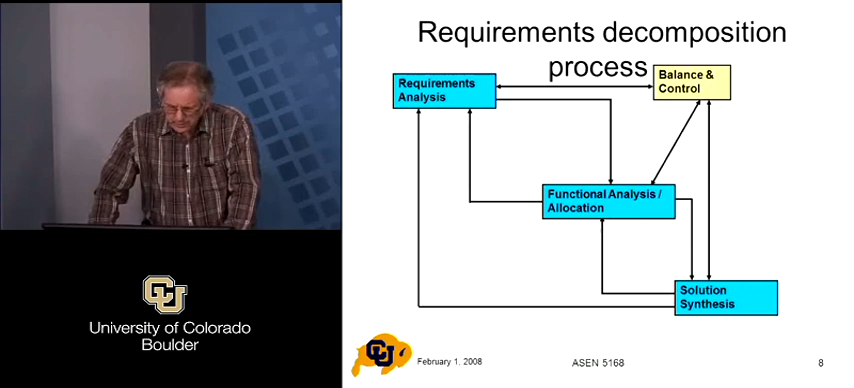 Requirements decomposition
process
Requirements
Analysis
Balance &
Control
Functional Analysis /
Allocation
Solution
Synthesis
CU
University of Colorado
Boulder
CU
February 1, 2008
ASEN 5168
8